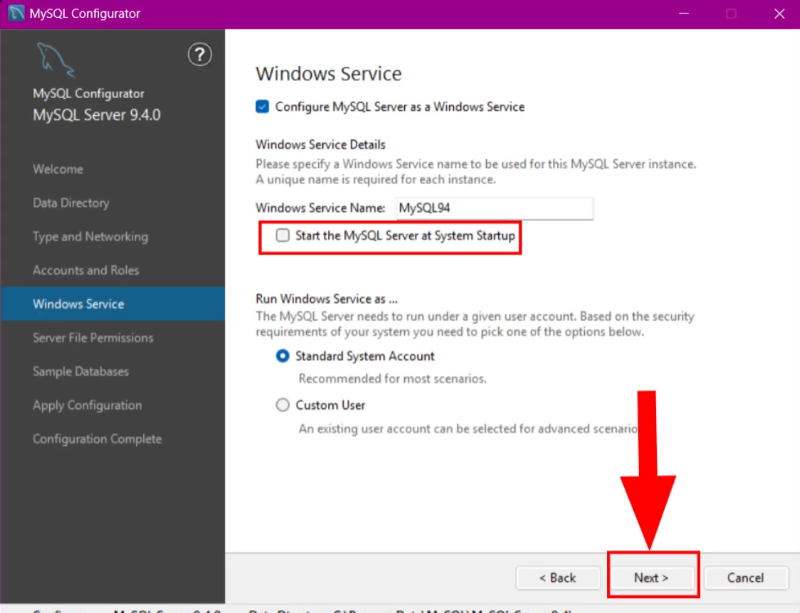 MySQL Configurator
?
MySQL Configurator
MySQL Server 9.4.0
Welcome
Data Directory
Type and Networking
Accounts and Roles
Windows Service
Server File Permissions
Sample Databases
Apply Configuration
Configuration Complete
Windows Service
Configure MySQL Server as a Windows Service
Windows Service Details
Please specify a Windows Service name to be used for this MySQL Server instance.
A unique name is required for each instance.
Windows Service Name: MySQL94
Start the MySQL Server at System Startup
Run Windows Service as ...
The MySQL Server needs to run under a given user account. Based on the security
requirements of your system you need to pick one of the options below.
Standard System Account
Recommended for most scenarios.
Custom User
An existing user account can be selected for advanced scenario
< Back
Next >
Cancel